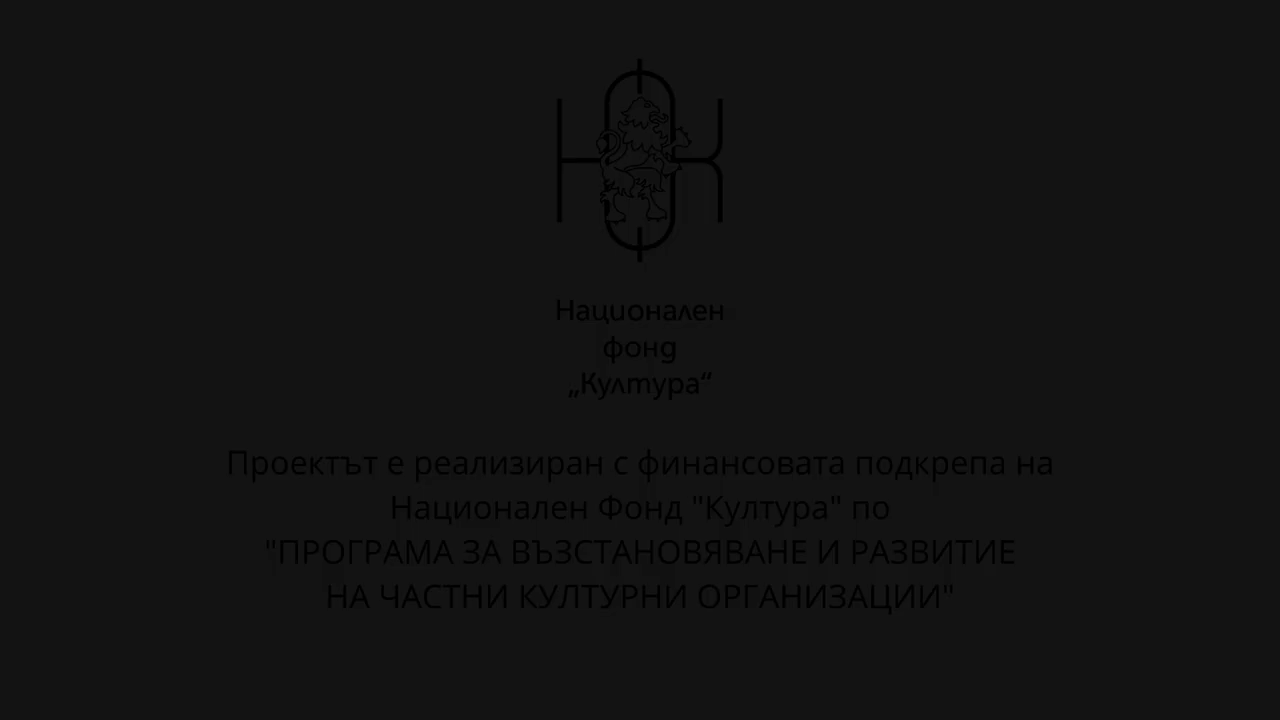 Национален
фонд
„Култура“
Проектът е реализиран с финансовата подкрепа на
Национален Фонд "Култура" по
"ПРОГРАМА ЗА ВЪЗСТАНОВЯВАНЕ И РАЗВИТИЕ
НА ЧАСТНИ КУЛТУРНИ ОРГАНИЗАЦИИ"